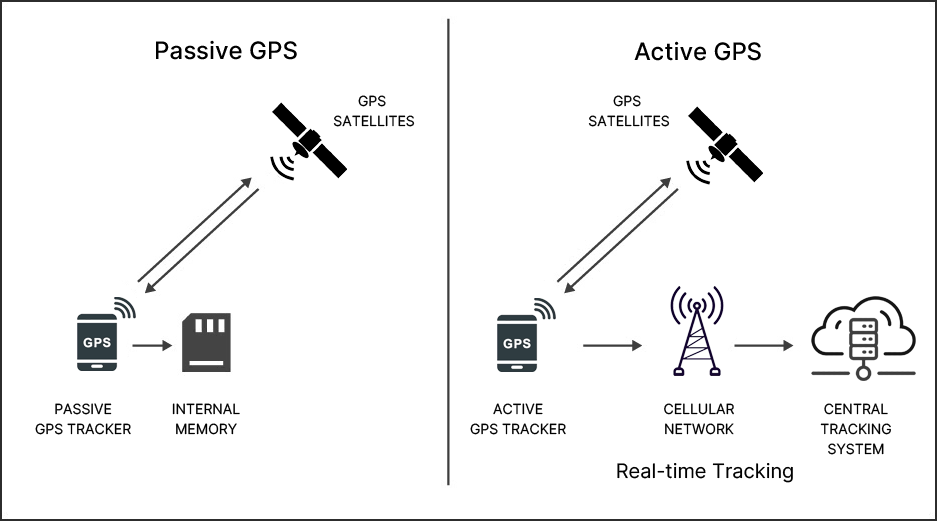 Passive GPS
GPS
SATELLITES
GPS
PASSIVE
GPS TRACKER
INTERNAL
MEMORY
Active GPS
GPS
SATELLITES
GPS
ACTIVE
GPS TRACKER
CELLULAR
NETWORK
CENTRAL
TRACKING
SYSTEM
Real-time Tracking